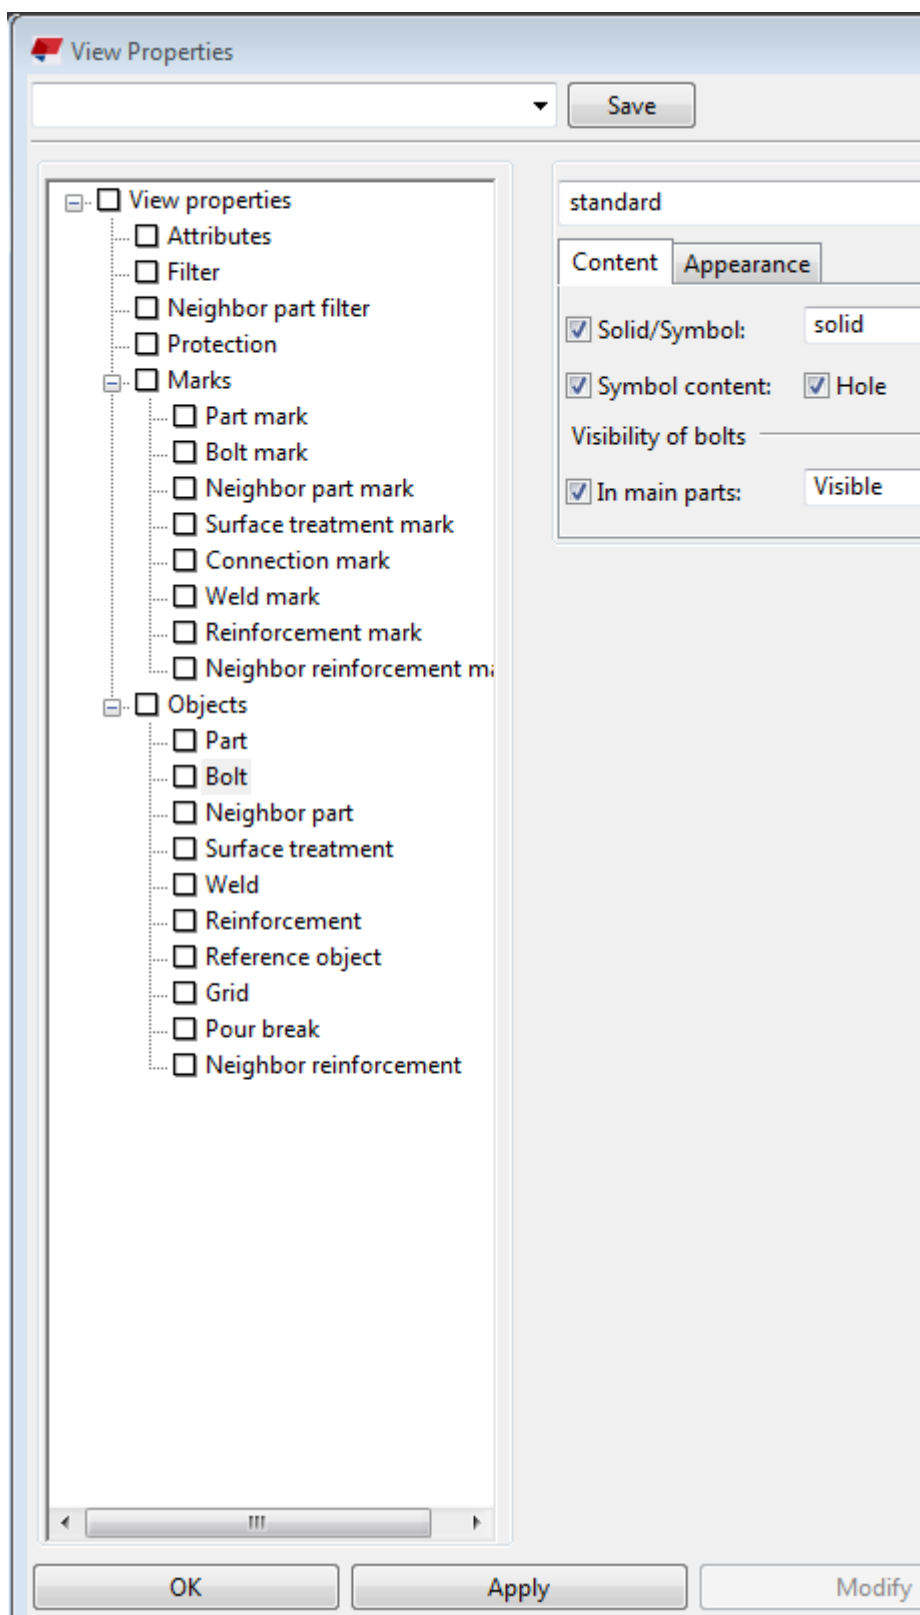 View Properties
Save
View properties
Attributes
Filter
Neighbor part filter
Protection
Marks
Part mark
Bolt mark
Neighbor part mark
Surface treatment mark
Connection mark
Weld mark
Reinforcement mark
Neighbor reinforcement ma
Objects
Part
Bolt
Neighbor part
Surface treatment
Weld
Reinforcement
Reference object
Grid
Pour break
Neighbor reinforcement
standard
Content Appearance
Solid/Symbol: solid
Symbol content: Hole
Visibility of bolts
In main parts: Visible
OK Apply Modify